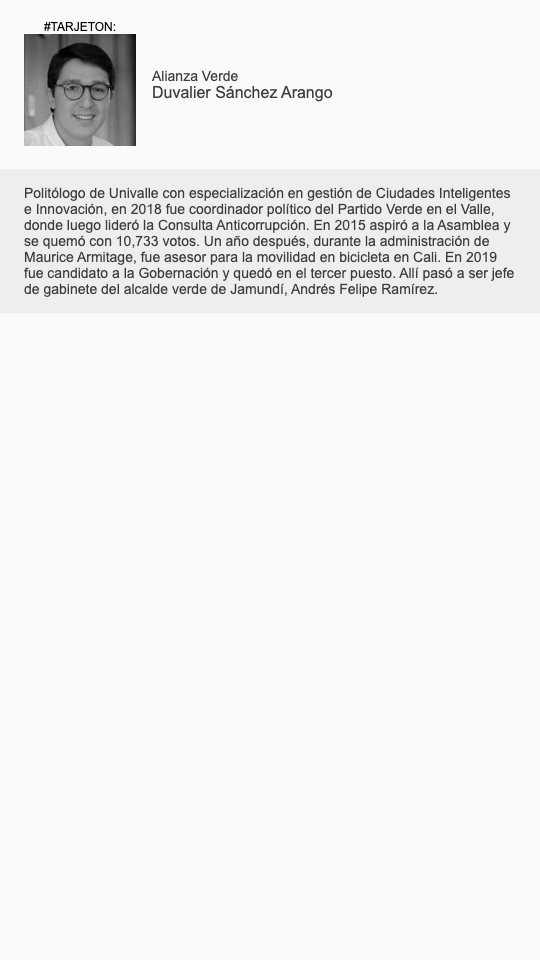 #TARJETON:
Alianza Verde
Duvalier Sánchez Arango
Politólogo de Univalle con especialización en gestión de Ciudades Inteligentes
e Innovación, en 2018 fue coordinador político del Partido Verde en el Valle,
donde luego lideró la Consulta Anticorrupción. En 2015 aspiró a la Asamblea y
se quemó con 10,733 votos. Un año después, durante la administración de
Maurice Armitage, fue asesor para la movilidad en bicicleta en Cali. En 2019
fue candidato a la Gobernación y quedó en el tercer puesto. Allí pasó a ser jefe
de gabinete del alcalde verde de Jamundí, Andrés Felipe Ramírez.